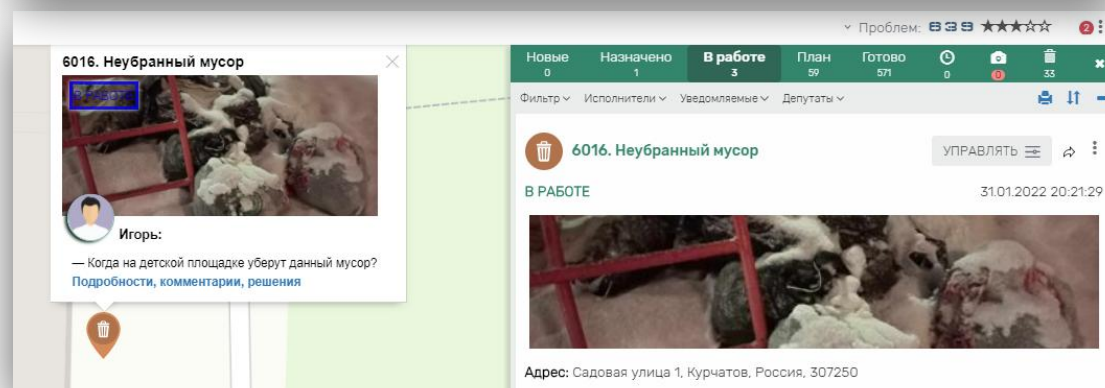 Проблем: 639 ★★★☆☆ 2
6016. Неубранный мусор
В РАБОТЕ
Игорь:
— Когда на детской площадке уберут данный мусор?
Подробности, комментарии, решения
Новые Назначено В работе План Готово
0 1 3 59 571 0 0 33
Фильтр Исполнители Уведомляемые Депутаты
6016. Неубранный мусор УПРАВЛЯТЬ
В РАБОТЕ 31.01.2022 20:21:29
Адрес: Садовая улица 1, Курчатов, Россия, 307250